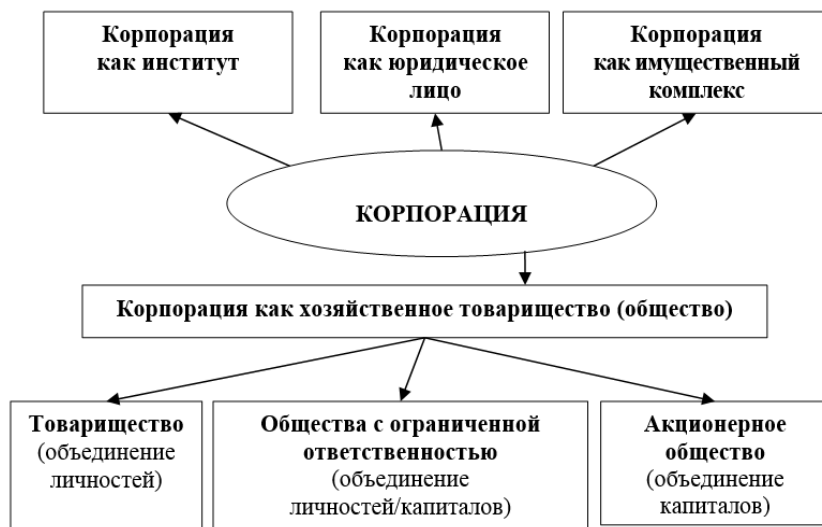 Корпорация
как институт
Корпорация
как юридическое
лицо
Корпорация
как имущественный
комплекс
КОРПОРАЦИЯ
Корпорация как хозяйственное товарищество (общество)
Товарищество
(объединение
личностей)
Общества с ограниченной
ответственностью
(объединение
личностей/капиталов)
Акционерное
общество
(объединение
капиталов)